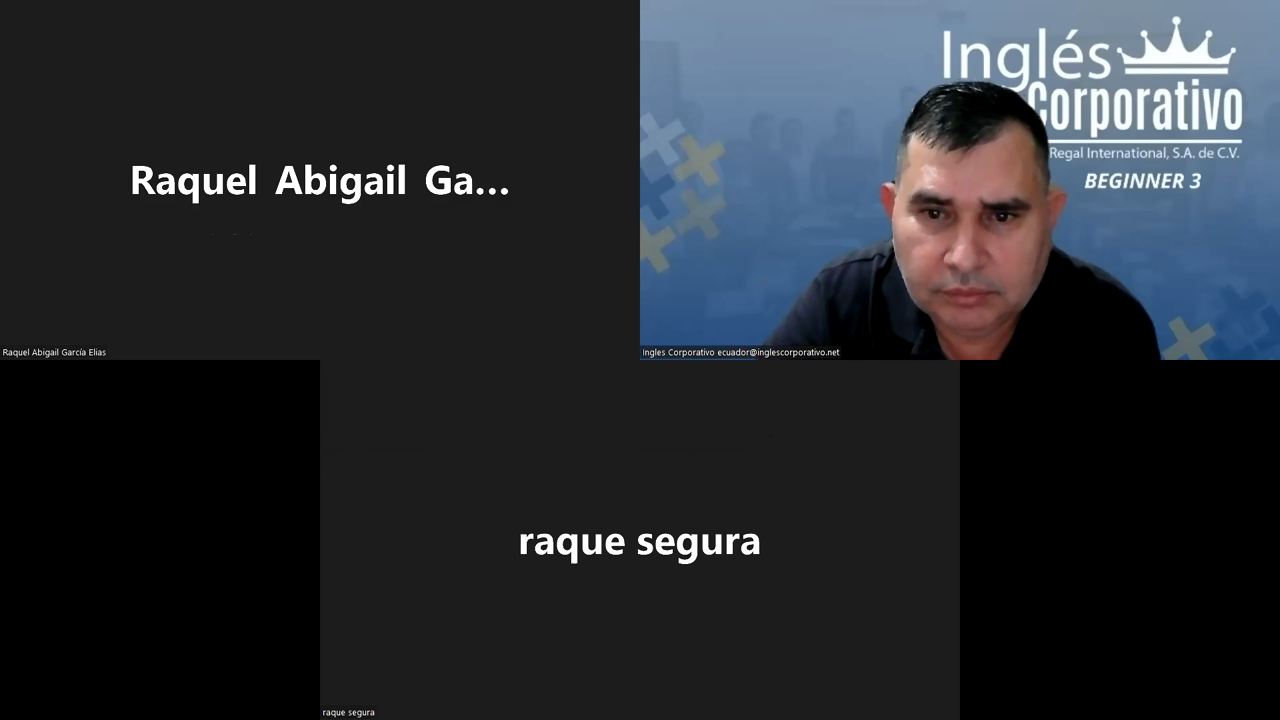 Raquel Abigail Ga...
Raquel Abigail García Elias
Inglés
Corporativo
Regal International, S.A. de C.V.
BEGINNER 3
Ingles Corporativo ecuador@inglescorporativo.net
raque segura
raque segura